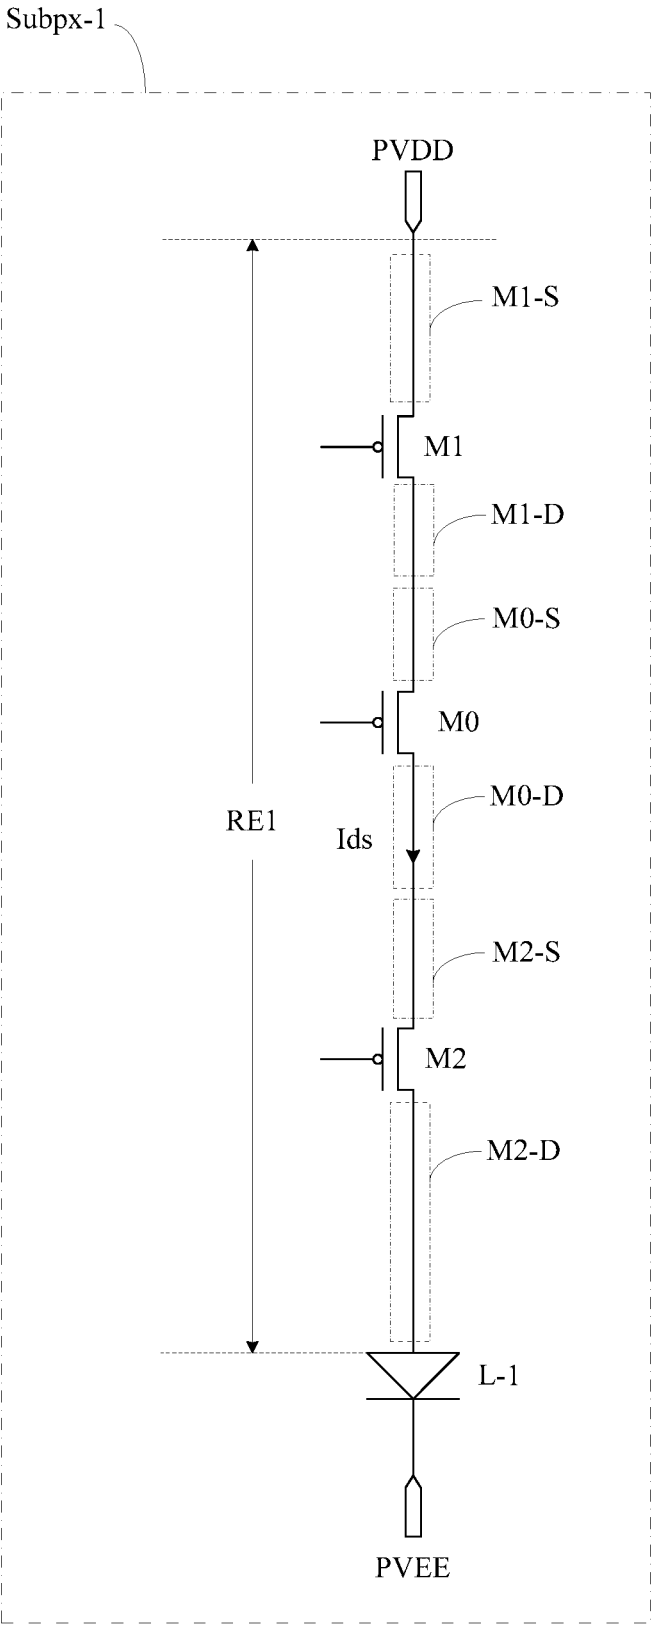 Subpx-1
PVDD
M1-S
M1
M1-D
M0-S
M0
M0-D
RE1
Ids
M2-S
M2
M2-D
L-1
PVEE